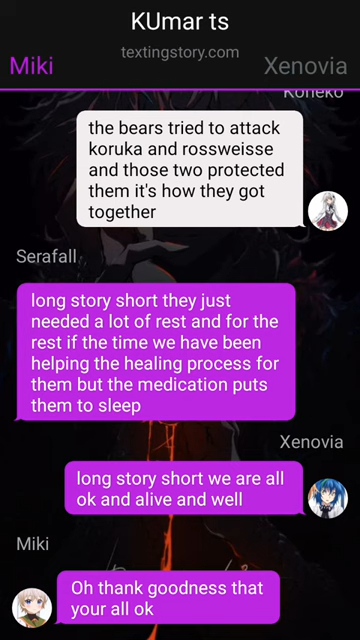 KUmar ts
textingstory.com
Miki
Xenovia
Koneko
the bears tried to attack
koruka and rossweisse
and those two protected
them it's how they got
together
Serafall
long story short they just
needed a lot of rest and for the
rest if the time we have been
helping the healing process for
them but the medication puts
them to sleep
Xenovia
long story short we are all
ok and alive and well
Miki
Oh thank goodness that
your all ok